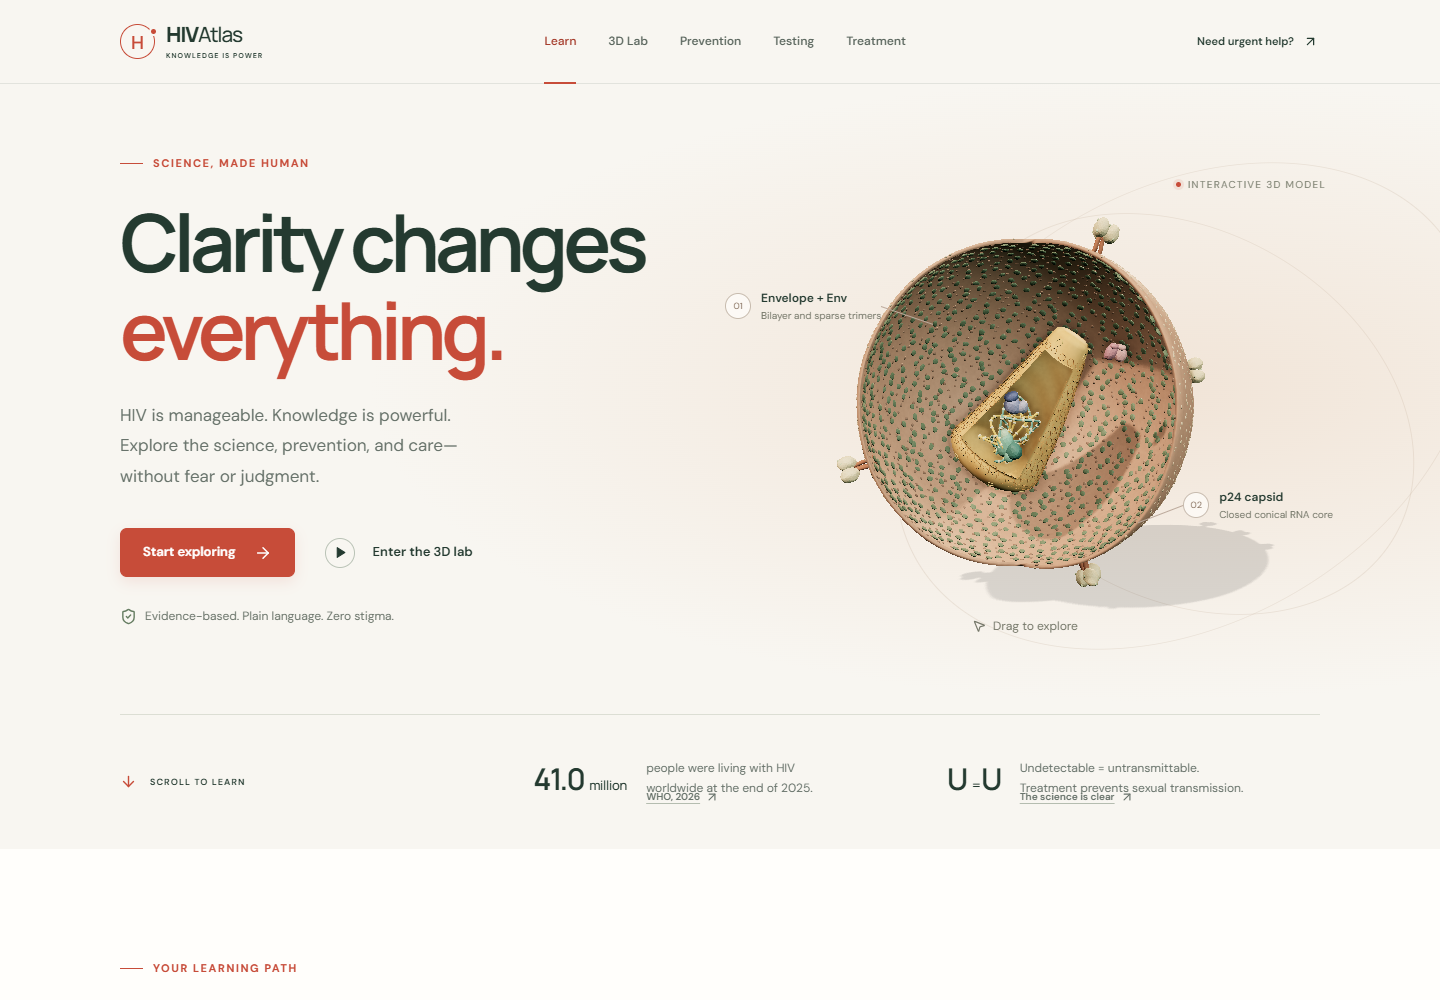 H
HIVAtlas
KNOWLEDGE IS POWER
Learn
3D Lab
Prevention
Testing
Treatment
Need urgent help?
SCIENCE, MADE HUMAN
Clarity changes
everything.
HIV is manageable. Knowledge is powerful.
Explore the science, prevention, and care—
without fear or judgment.
Start exploring
Enter the 3D lab
Evidence-based. Plain language. Zero stigma.
INTERACTIVE 3D MODEL
01
Envelope + Env
Bilayer and sparse trimers
02
p24 capsid
Closed conical RNA core
Drag to explore
SCROLL TO LEARN
41.0 million
people were living with HIV
worldwide at the end of 2025.
WHO, 2026
U=U
Undetectable = untransmittable.
Treatment prevents sexual transmission.
The science is clear
YOUR LEARNING PATH